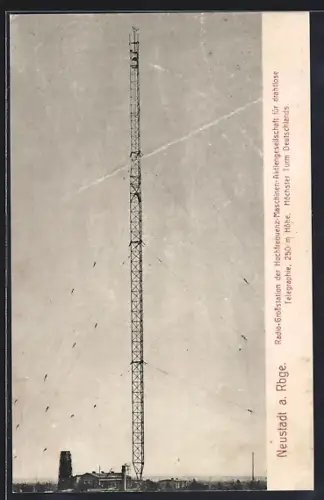 Neustadt a. Rbge.
Radio-Großstation der Hochfrequenz-Maschinen-Aktiengesellschaft für drahtlose
Telegraphie, 250 m Höhe. Höchster Turm Deutschlands.